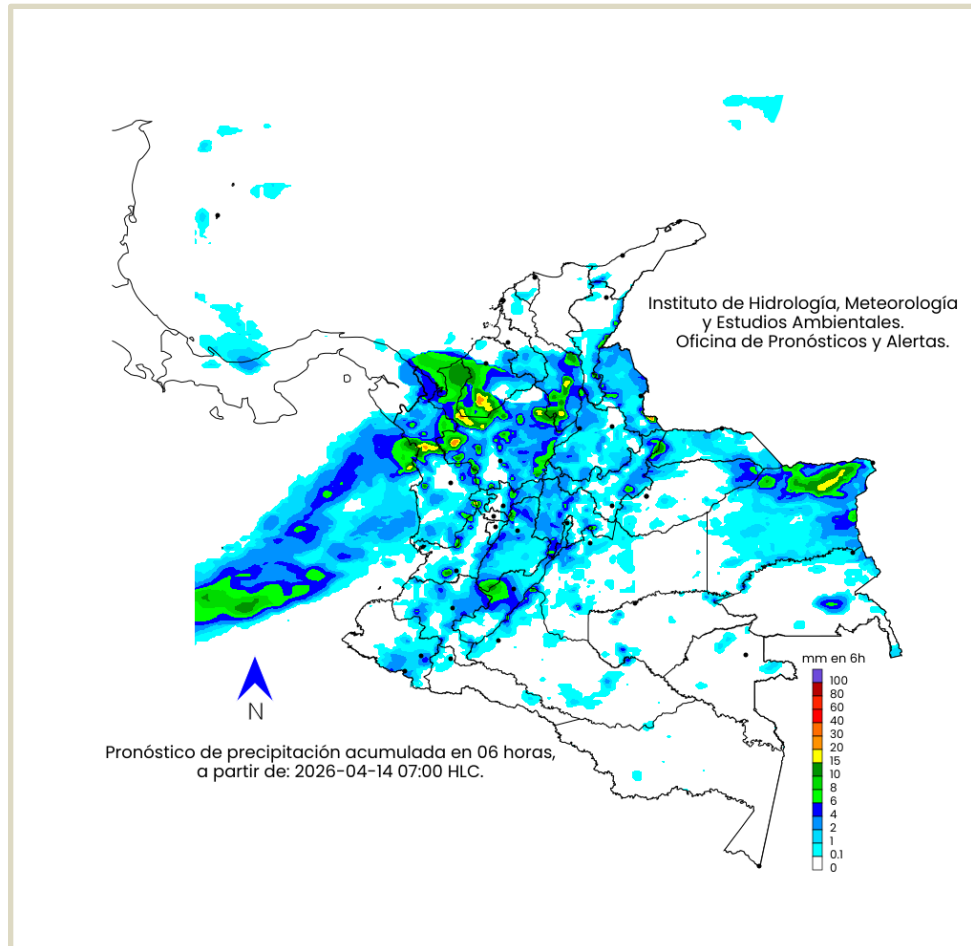 Instituto de Hidrología, Meteorología
y Estudios Ambientales.
Oficina de Pronósticos y Alertas.
mm en 6h
100
80
60
40
30
20
15
10
8
6
4
2
1
0.1
0
N
Pronóstico de precipitación acumulada en 06 horas,
a partir de: 2026-04-14 07:00 HLC.